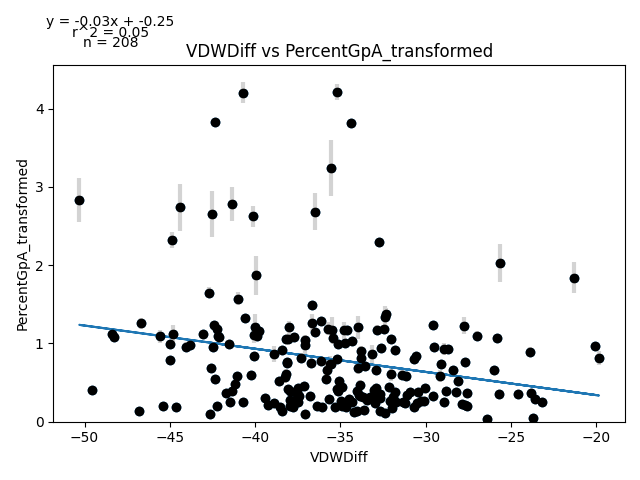 y = -0.03x + -0.25
r^2 = 0.05
n = 208
VDWDiff vs PercentGpA_transformed
PercentGpA_transformed
4
3
2
1
0
−50 −45 −40 −35 −30 −25 −20
VDWDiff